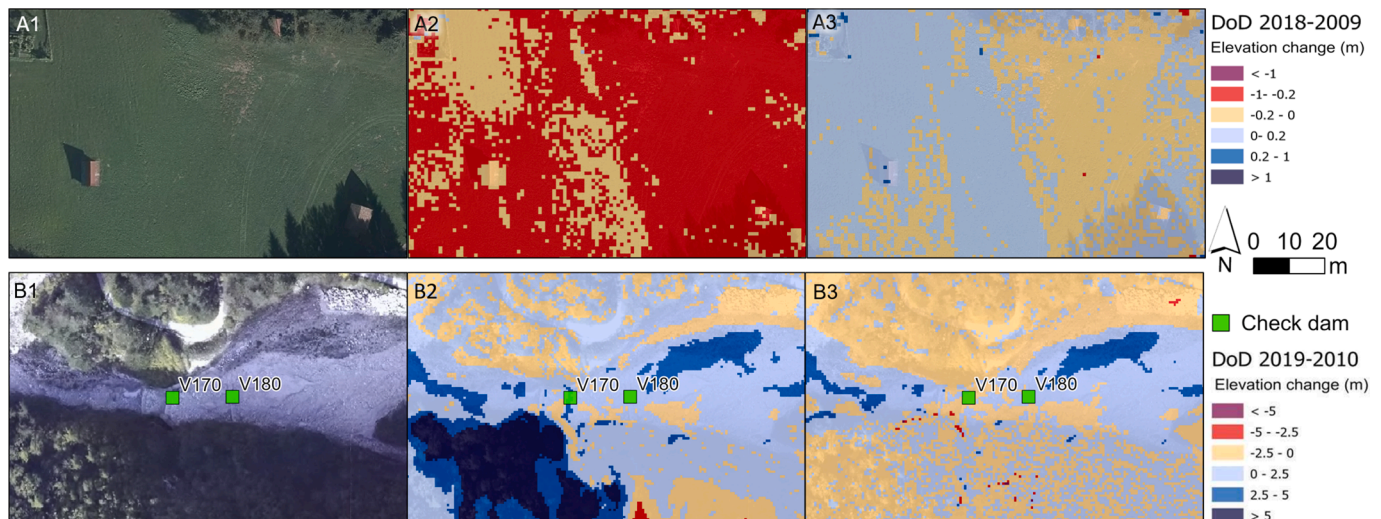 A1
A2
A3
DoD 2018-2009
Elevation change (m)
< -1
-1- -0.2
-0.2 - 0
0- 0.2
0.2 - 1
> 1
N
0 10 20
m
B1
V170
V180
B2
V170
V180
B3
V170
V180
Check dam
DoD 2019-2010
Elevation change (m)
< -5
-5 - -2.5
-2.5 - 0
0 - 2.5
2.5 - 5
> 5